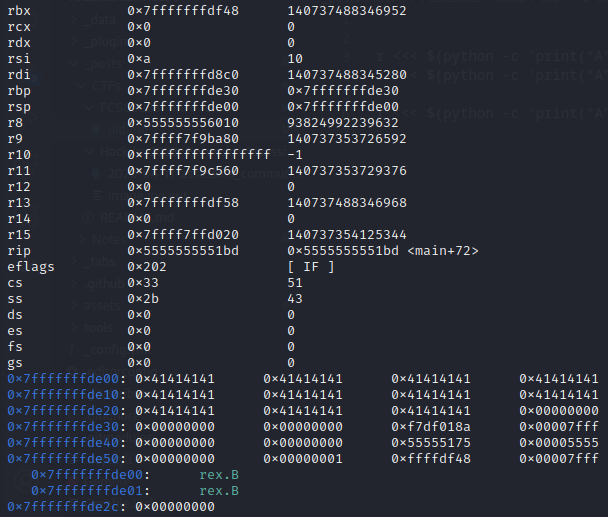 rbx 0×7fffffffdf48 140737488346952
rcx 0×0 0
rdx 0×0 0
rsi 0×a 10
rdi 0×7fffffffd8c0 140737488345280
rbp 0×7fffffffde30 0×7fffffffde30
rsp 0×7fffffffde00 0×7fffffffde00
r8 0×555555556010 93824992239632
r9 0×7ffff7f9ba80 140737353726592
r10 0×ffffffffffffffff -1
r11 0×7ffff7f9c560 140737353729376
r12 0×0 0
r13 0×7fffffffdf58 140737488346968
r14 0×0 0
r15 0×7ffff7ffd020 140737354125344
rip 0×5555555551bd 0×5555555551bd <main+72>
eflags 0×202 [ IF ]
cs 0×33 51
ss 0×2b 43
ds 0×0 0
es 0×0 0
fs 0×0 0
gs 0×0 0
0×7fffffffde00: 0×41414141 0×41414141 0×41414141 0×41414141
0×7fffffffde10: 0×41414141 0×41414141 0×41414141 0×41414141
0×7fffffffde20: 0×41414141 0×41414141 0×41414141 0×00000000
0×7fffffffde30: 0×00000000 0×00000000 0×f7df018a 0×00007fff
0×7fffffffde40: 0×00000000 0×00000000 0×55555175 0×00005555
0×7fffffffde50: 0×00000000 0×00000001 0×ffffdf48 0×00007fff
0×7fffffffde00: rex.B
0×7fffffffde01: rex.B
0×7fffffffde2c: 0×00000000